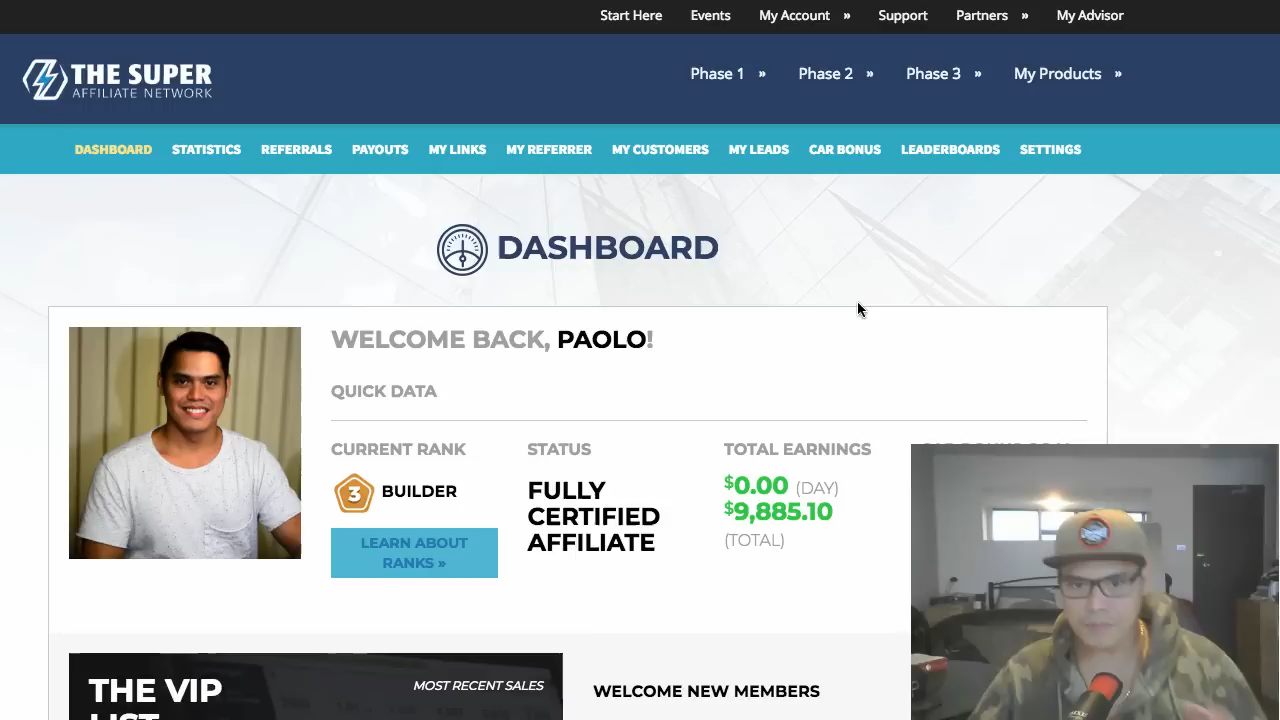 Start Here Events My Account » Support Partners » My Advisor
THE SUPER
AFFILIATE NETWORK
Phase 1 » Phase 2 » Phase 3 » My Products »
DASHBOARD STATISTICS REFERRALS PAYOUTS MY LINKS MY REFERRER MY CUSTOMERS MY LEADS CAR BONUS LEADERBOARDS SETTINGS
DASHBOARD
WELCOME BACK, PAOLO!
QUICK DATA
CURRENT RANK
3 BUILDER
LEARN ABOUT
RANKS »
STATUS
FULLY
CERTIFIED
AFFILIATE
TOTAL EARNINGS
$0.00 (DAY)
$9,885.10
(TOTAL)
THE VIP
LIST
MOST RECENT SALES
WELCOME NEW MEMBERS